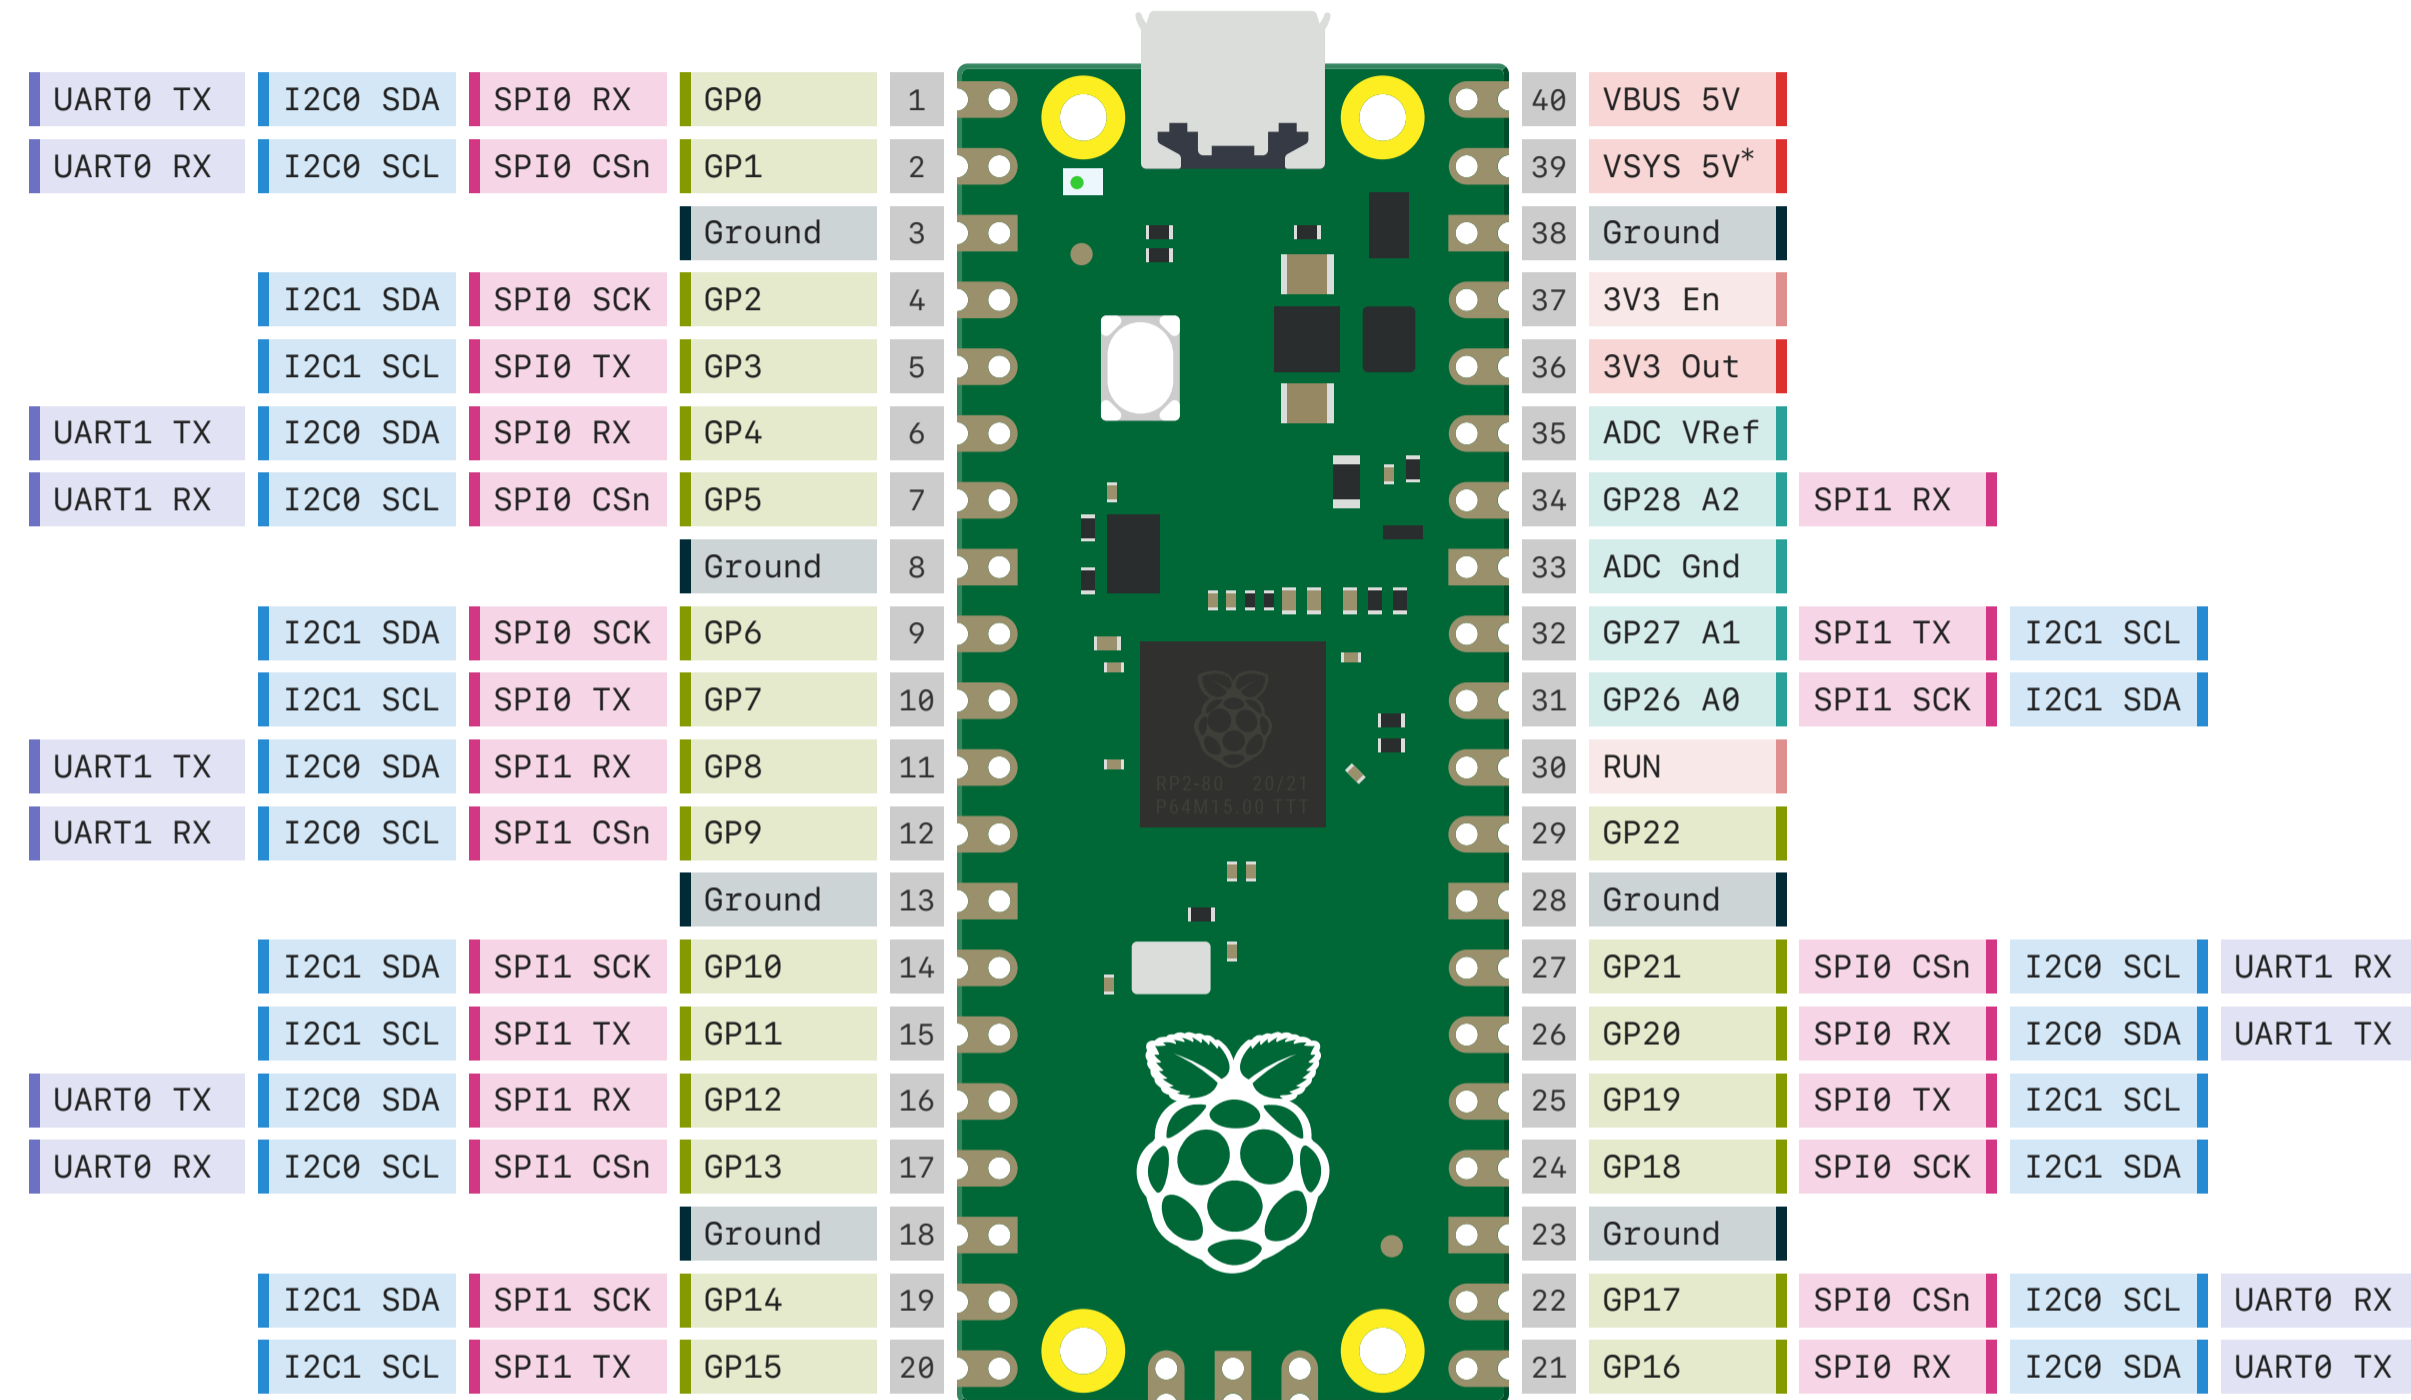 UART0 TX I2C0 SDA SPI0 RX GP0 1 40 VBUS 5V
UART0 RX I2C0 SCL SPI0 CSn GP1 2 39 VSYS 5V*
Ground 3 38 Ground
I2C1 SDA SPI0 SCK GP2 4 37 3V3 En
I2C1 SCL SPI0 TX GP3 5 36 3V3 Out
UART1 TX I2C0 SDA SPI0 RX GP4 6 35 ADC VRef
UART1 RX I2C0 SCL SPI0 CSn GP5 7 34 GP28 A2 SPI1 RX
Ground 8 33 ADC Gnd
I2C1 SDA SPI0 SCK GP6 9 32 GP27 A1 SPI1 TX I2C1 SCL
I2C1 SCL SPI0 TX GP7 10 31 GP26 A0 SPI1 SCK I2C1 SDA
UART1 TX I2C0 SDA SPI1 RX GP8 11 30 RUN
RP2-80 20/21
P64M15.00 TTT
UART1 RX I2C0 SCL SPI1 CSn GP9 12 29 GP22
Ground 13 28 Ground
I2C1 SDA SPI1 SCK GP10 14 27 GP21 SPI0 CSn I2C0 SCL UART1 RX
I2C1 SCL SPI1 TX GP11 15 26 GP20 SPI0 RX I2C0 SDA UART1 TX
UART0 TX I2C0 SDA SPI1 RX GP12 16 25 GP19 SPI0 TX I2C1 SCL
UART0 RX I2C0 SCL SPI1 CSn GP13 17 24 GP18 SPI0 SCK I2C1 SDA
Ground 18 23 Ground
I2C1 SDA SPI1 SCK GP14 19 22 GP17 SPI0 CSn I2C0 SCL UART0 RX
I2C1 SCL SPI1 TX GP15 20 21 GP16 SPI0 RX I2C0 SDA UART0 TX